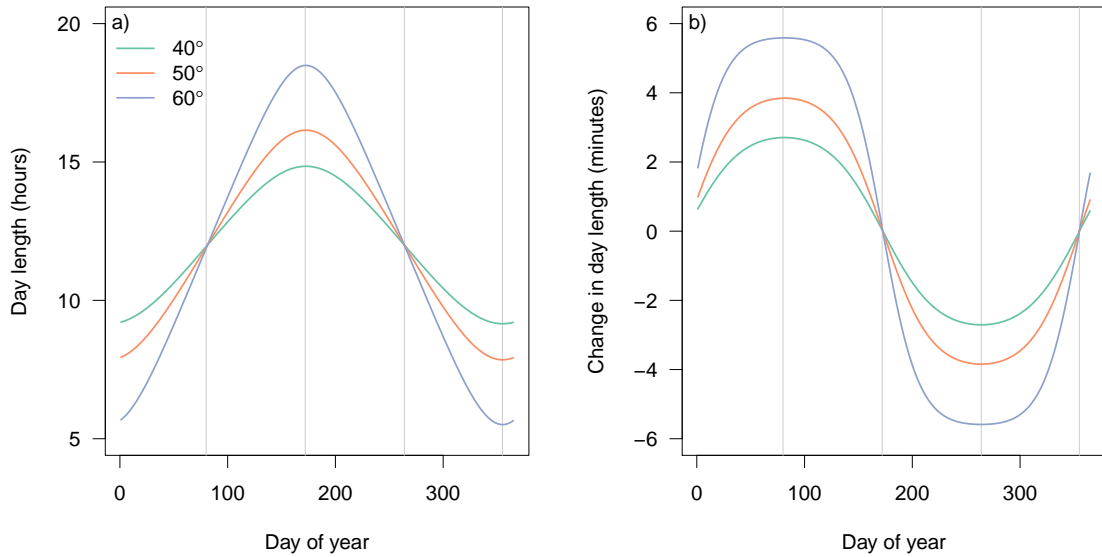 a)
40°
50°
60°
20
15
10
5
Day length (hours)
0 100 200 300
Day of year
b)
6
4
2
0
−2
−4
−6
Change in day length (minutes)
0 100 200 300
Day of year